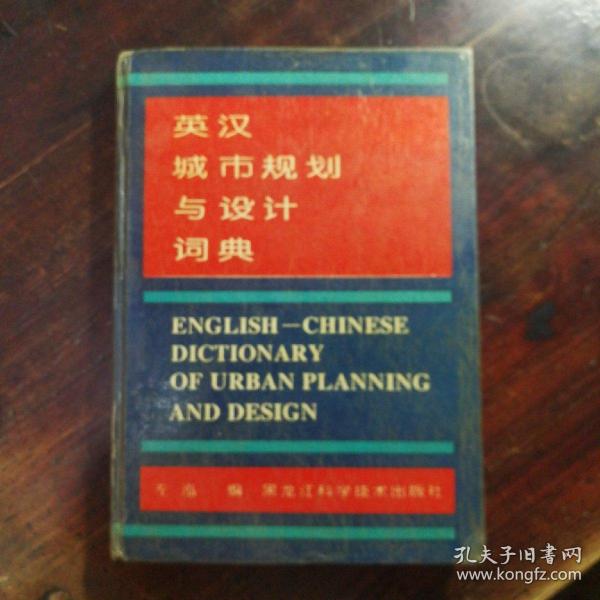 英汉
城市规划
与设计
词典
ENGLISH—CHINESE
DICTIONARY
OF URBAN PLANNING
AND DESIGN
编 黑龙江科学技术出版社
孔夫子旧书网
www.kongfz.com